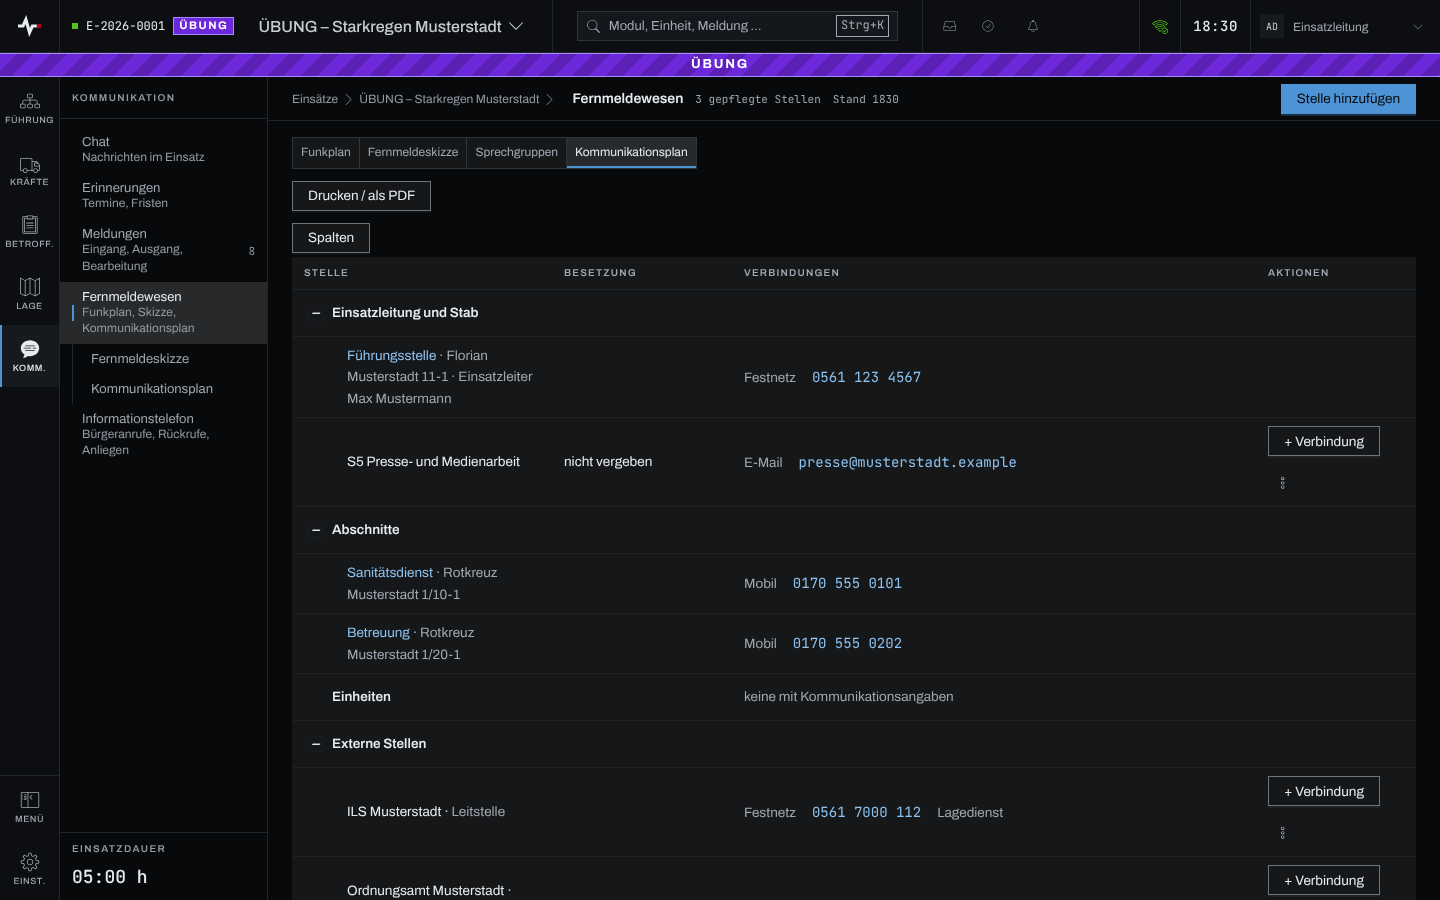 E-2026-0001 ÜBUNG ÜBUNG – Starkregen Musterstadt
Modul, Einheit, Meldung ... Strg+K
18:30 AD Einsatzleitung
ÜBUNG
FÜHRUNG
KRÄFTE
BETROFF.
LAGE
KOMM.
MENÜ
EINST.
KOMMUNIKATION
Chat
Nachrichten im Einsatz
Erinnerungen
Termine, Fristen
Meldungen
Eingang, Ausgang,
Bearbeitung
8
Fernmeldewesen
Funkplan, Skizze,
Kommunikationsplan
Fernmeldeskizze
Kommunikationsplan
Informationstelefon
Bürgeranrufe, Rückrufe,
Anliegen
EINSATZDAUER
05:00 h
Einsätze ÜBUNG – Starkregen Musterstadt Fernmeldewesen 3 gepflegte Stellen Stand 1830
Stelle hinzufügen
Funkplan Fernmeldeskizze Sprechgruppen Kommunikationsplan
Drucken / als PDF
Spalten
STELLE BESETZUNG VERBINDUNGEN AKTIONEN
– Einsatzleitung und Stab
Führungsstelle · Florian
Musterstadt 11-1 · Einsatzleiter
Max Mustermann
Festnetz 0561 123 4567
S5 Presse- und Medienarbeit nicht vergeben E-Mail presse@musterstadt.example
+ Verbindung
– Abschnitte
Sanitätsdienst · Rotkreuz
Musterstadt 1/10-1
Mobil 0170 555 0101
Betreuung · Rotkreuz
Musterstadt 1/20-1
Mobil 0170 555 0202
Einheiten keine mit Kommunikationsangaben
– Externe Stellen
ILS Musterstadt · Leitstelle Festnetz 0561 7000 112 Lagedienst
+ Verbindung
Ordnungsamt Musterstadt ·
+ Verbindung